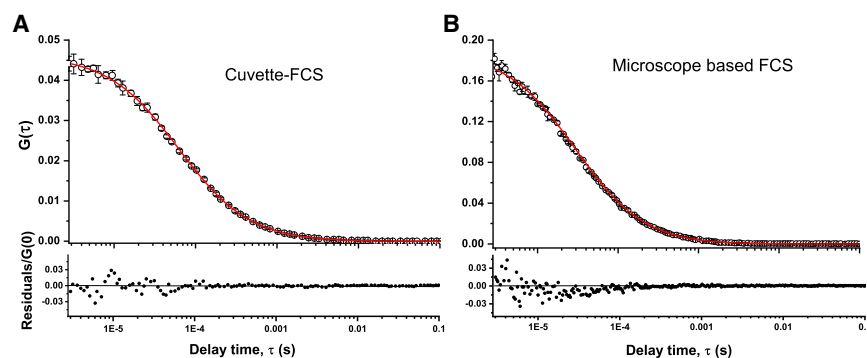 A
B
0.05
0.04
0.03
0.02
0.01
0.00
G(τ)
Cuvette-FCS
0.03
0.00
-0.03
Residuals/G(0)
1E-5 1E-4 0.001 0.01 0.1
Delay time, τ (s)
0.20
0.16
0.12
0.08
0.04
0.00
Microscope based FCS
0.03
0.00
-0.03
1E-5 1E-4 0.001 0.01
Delay time, τ (s)